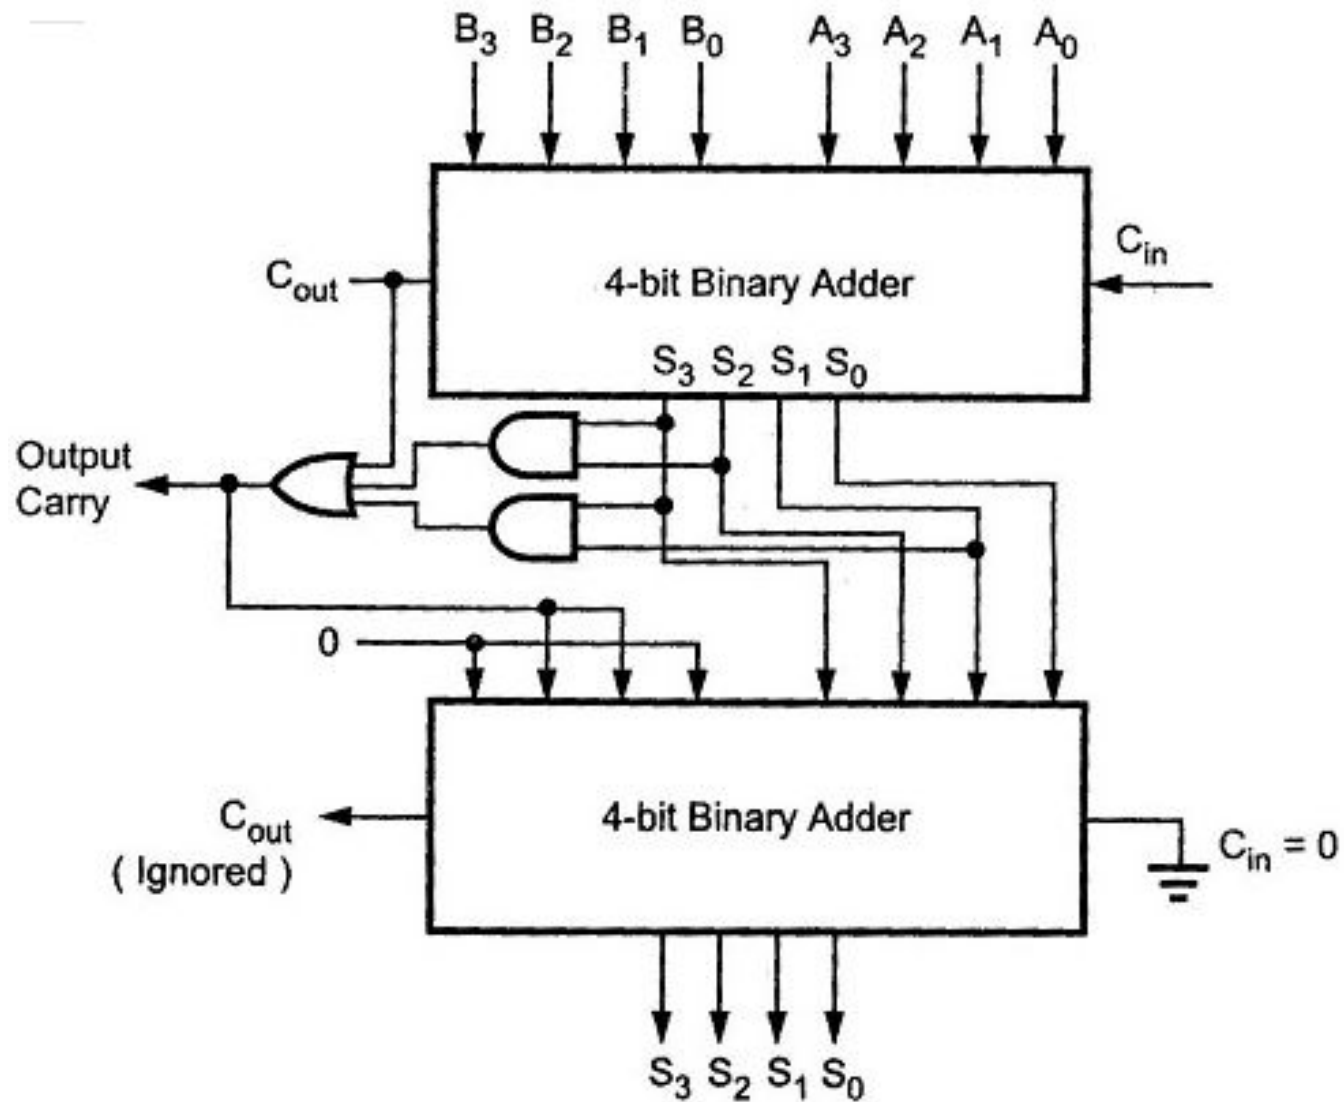 B3 B2 B1 B0 A3 A2 A1 A0
Cin
Cout
4-bit Binary Adder
S3 S2 S1 S0
Output
Carry
0
4-bit Binary Adder
Cout
( Ignored )
Cin = 0
S3 S2 S1 S0